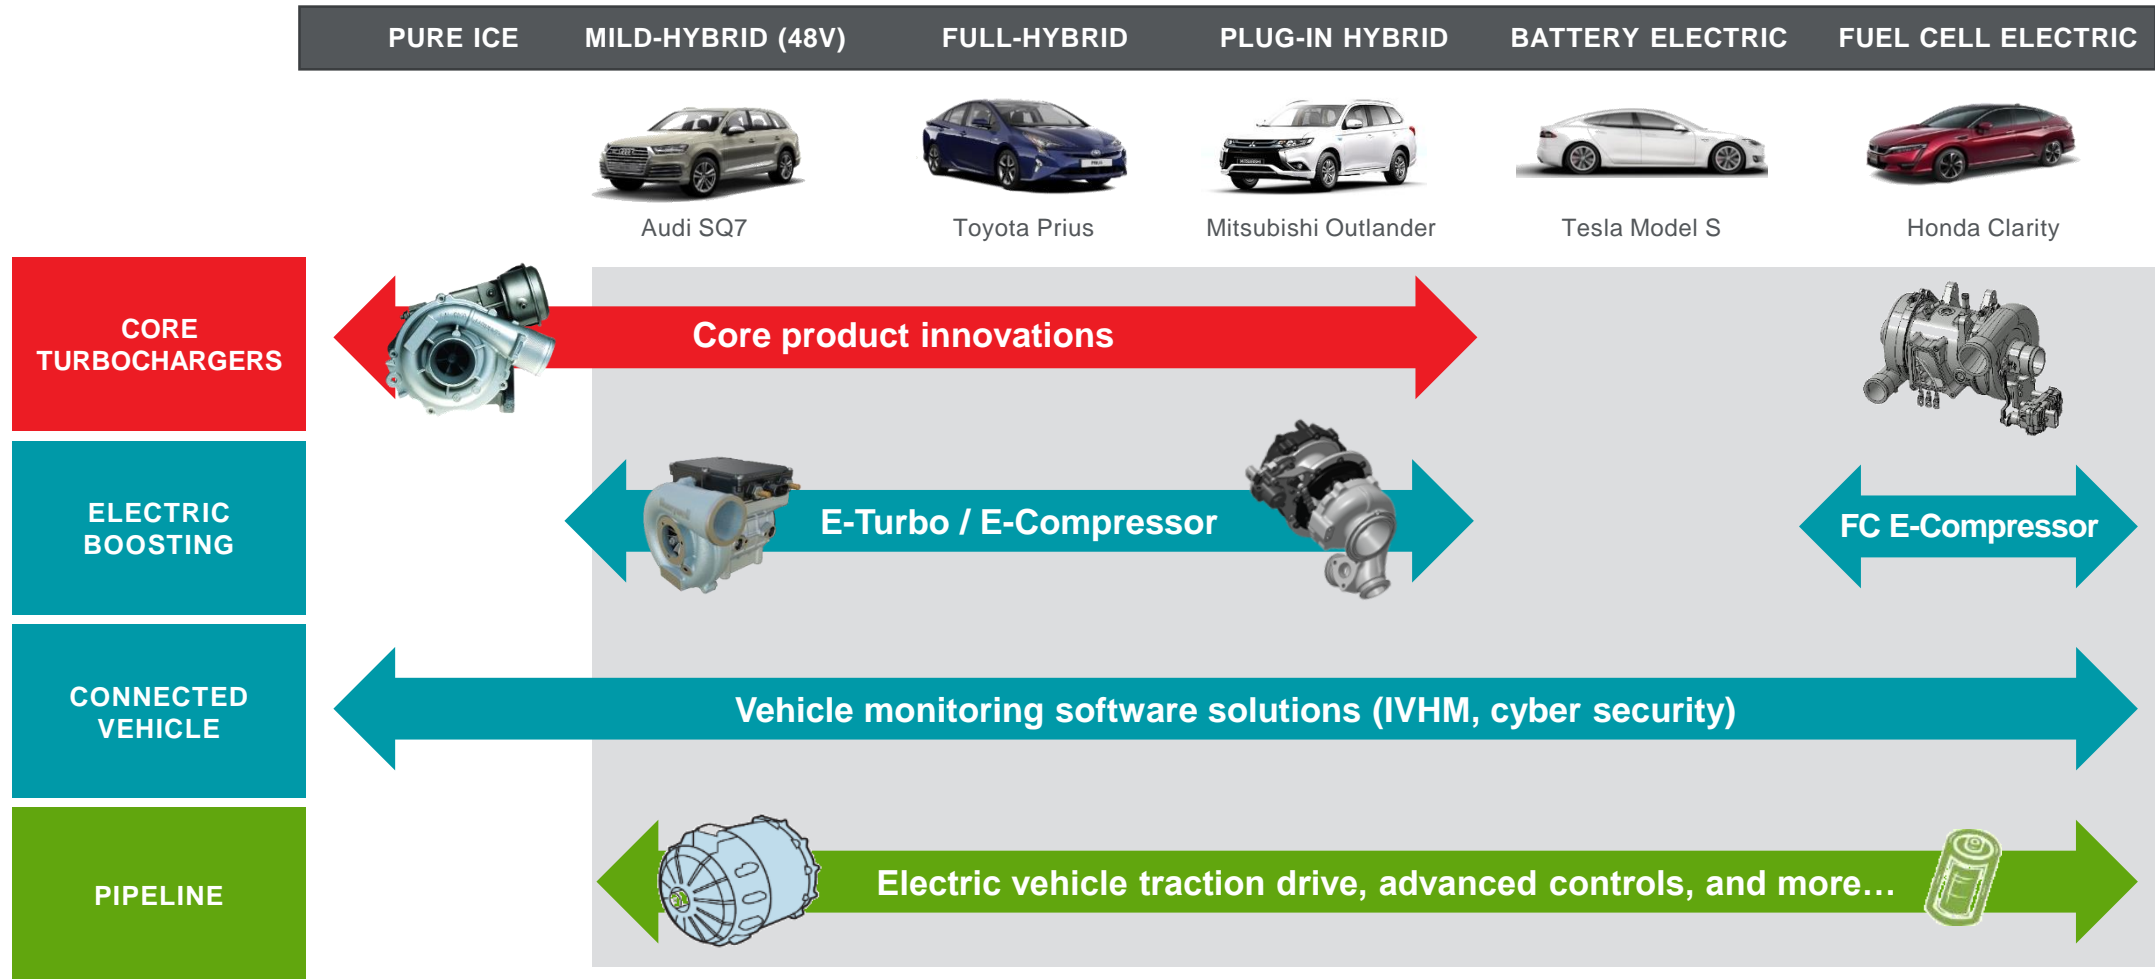 PURE ICE MILD-HYBRID (48V) FULL-HYBRID PLUG-IN HYBRID BATTERY ELECTRIC FUEL CELL ELECTRIC
Audi SQ7 Toyota Prius Mitsubishi Outlander Tesla Model S Honda Clarity
CORE
TURBOCHARGERS
Core product innovations
ELECTRIC
BOOSTING
E-Turbo / E-Compressor
FC E-Compressor
CONNECTED
VEHICLE
Vehicle monitoring software solutions (IVHM, cyber security)
PIPELINE
Electric vehicle traction drive, advanced controls, and more…